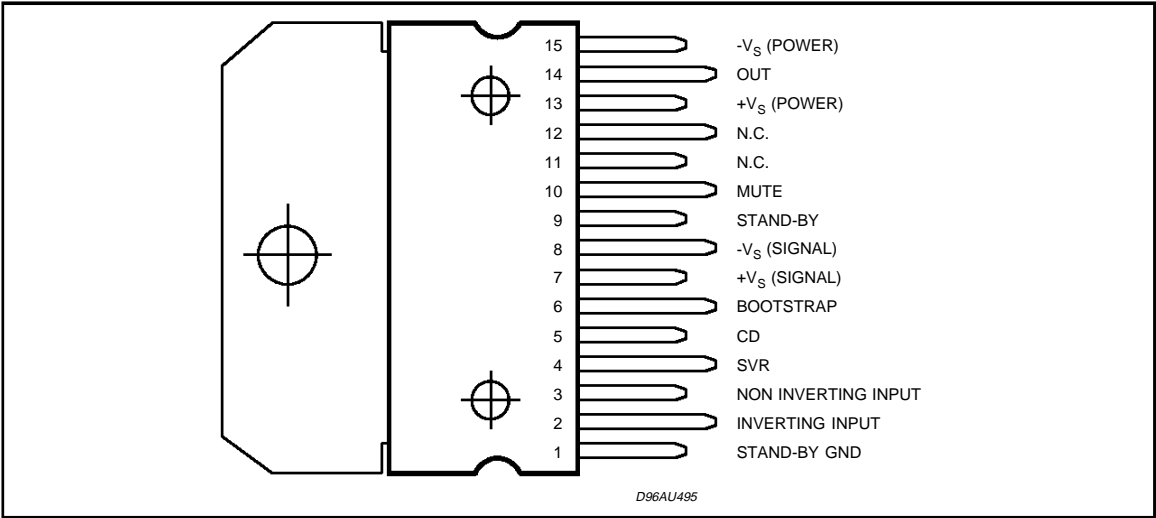 15 -VS (POWER)
14 OUT
13 +VS (POWER)
12 N.C.
11 N.C.
10 MUTE
9 STAND-BY
8 -VS (SIGNAL)
7 +VS (SIGNAL)
6 BOOTSTRAP
5 CD
4 SVR
3 NON INVERTING INPUT
2 INVERTING INPUT
1 STAND-BY GND
D96AU495